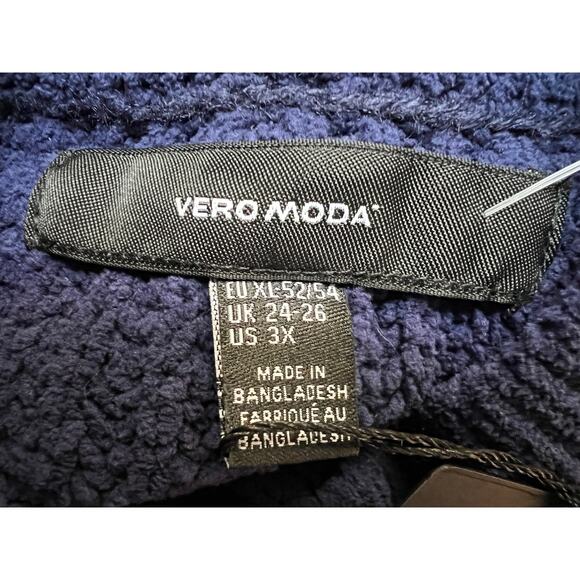 VERO MODA
EU XL-52/54
UK 24-26
US 3X
MADE IN
BANGLADESH
FABRIQUÉ AU
BANGLADESH